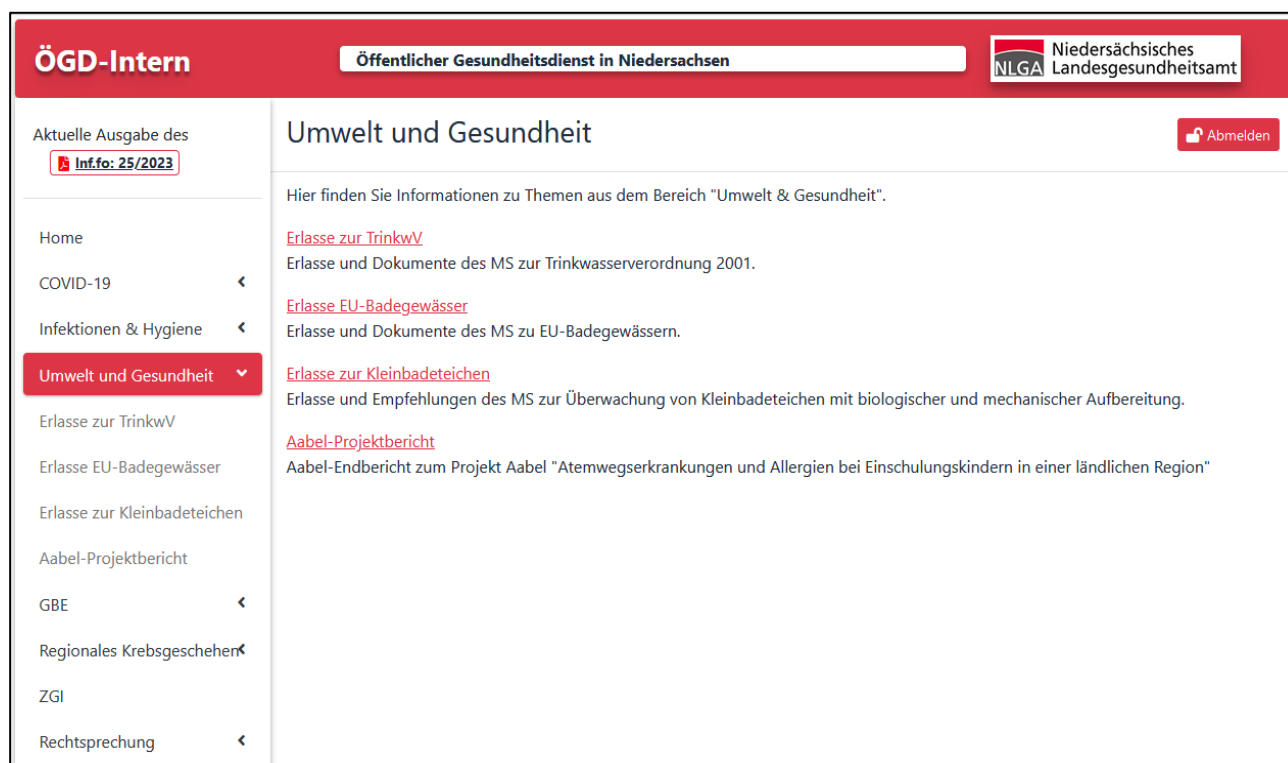 ÖGD-Intern
Öffentlicher Gesundheitsdienst in Niedersachsen
NLGA
Niedersächsisches
Landesgesundheitsamt
Aktuelle Ausgabe des
Inf.fo: 25/2023
Home
COVID-19
Infektionen & Hygiene
Umwelt und Gesundheit
Erlasse zur TrinkwV
Erlasse EU-Badegewässer
Erlasse zur Kleinbadeteichen
Aabel-Projektbericht
GBE
Regionales Krebsgeschehen
ZGI
Rechtsprechung
Umwelt und Gesundheit
Abmelden
Hier finden Sie Informationen zu Themen aus dem Bereich "Umwelt & Gesundheit".
Erlasse zur TrinkwV
Erlasse und Dokumente des MS zur Trinkwasserverordnung 2001.
Erlasse EU-Badegewässer
Erlasse und Dokumente des MS zu EU-Badegewässern.
Erlasse zur Kleinbadeteichen
Erlasse und Empfehlungen des MS zur Überwachung von Kleinbadeteichen mit biologischer und mechanischer Aufbereitung.
Aabel-Projektbericht
Aabel-Endbericht zum Projekt Aabel "Atemwegserkrankungen und Allergien bei Einschulungskindern in einer ländlichen Region"